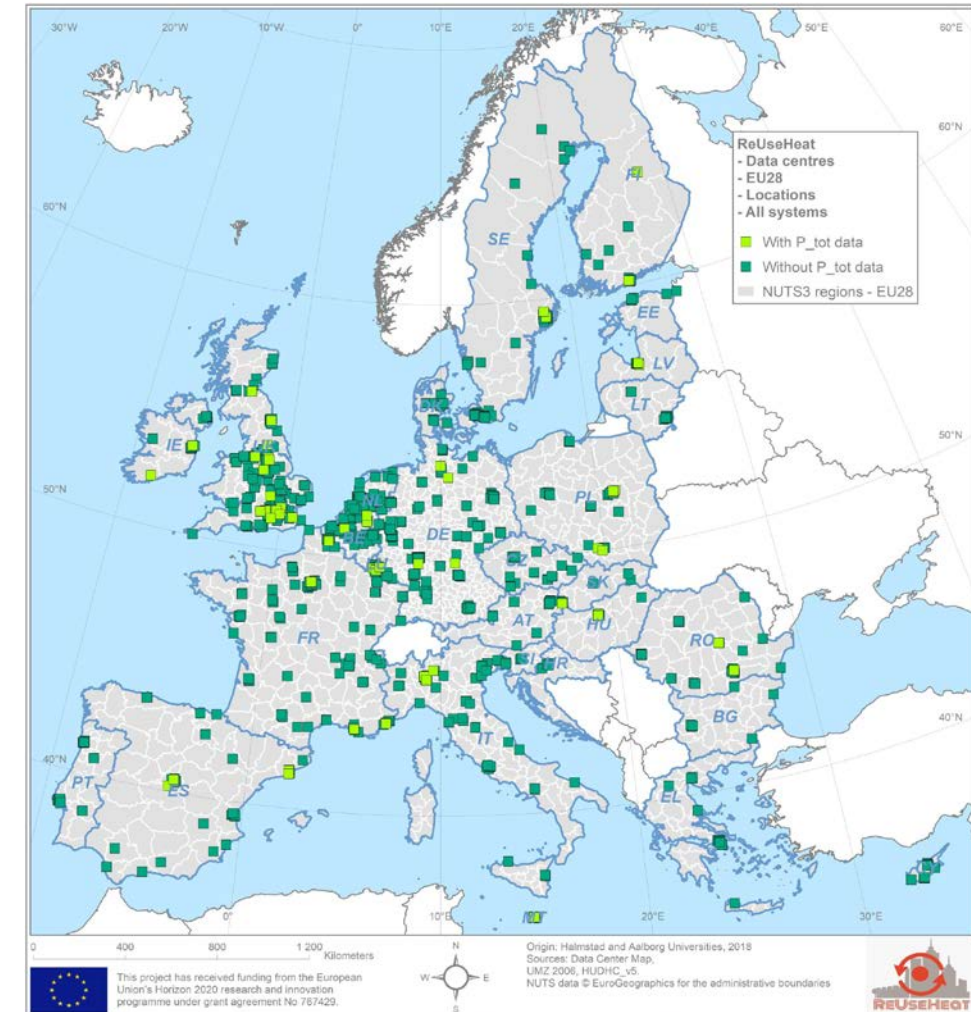 30°W
20°W
10°W
0°
10°E
20°E
30°E
40°E
50°E
60°E
60°N
50°N
40°N
60°N
50°N
40°N
0°
10°E
20°E
30°E
ReUseHeat
- Data centres
- EU28
- Locations
- All systems
With P_tot data
Without P_tot data
NUTS3 regions - EU28
FI
SE
EE
LV
LT
DK
IE
NL
BE
DE
PL
CZ
SK
AT
HU
FR
SI
HR
RO
BG
IT
PT
ES
EL
MT
0 400 800 1 200
Kilometers
N
W E
S
This project has received funding from the European
Union's Horizon 2020 research and innovation
programme under grant agreement No 767429.
Origin: Halmstad and Aalborg Universities, 2018
Sources: Data Center Map,
UMZ 2006, HUDHC_v5.
NUTS data © EuroGeographics for the administrative boundaries
REUSEHEAT